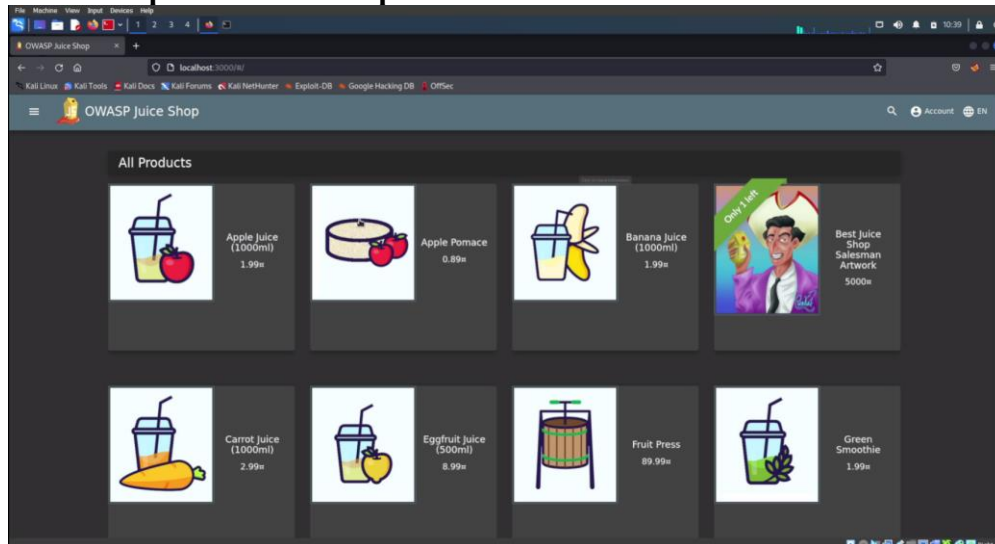 File Machine View Input Devices Help
1 2 3 4
10:39
OWASP Juice Shop
localhost:3000/#/
Kali Linux Kali Tools Kali Docs Kali Forums Kali NetHunter Exploit-DB Google Hacking DB OffSec
OWASP Juice Shop
Account EN
All Products
Apple Juice
(1000ml)
1.99¤
Apple Pomace
0.89¤
Banana Juice
(1000ml)
1.99¤
Only 1 left
Best Juice
Shop
Salesman
Artwork
5000¤
Carrot Juice
(1000ml)
2.99¤
Eggfruit Juice
(500ml)
8.99¤
Fruit Press
89.99¤
Green
Smoothie
1.99¤